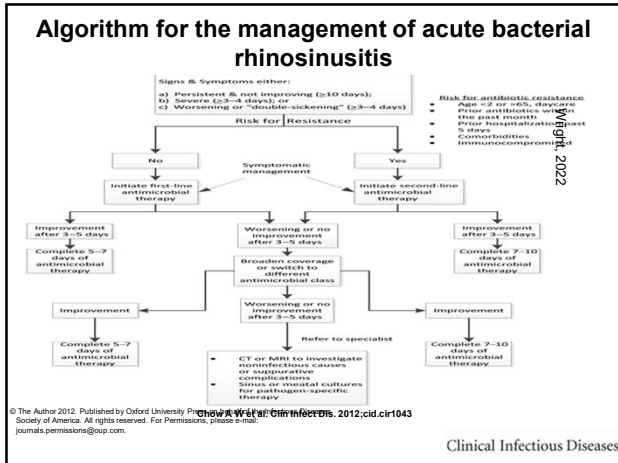 Algorithm for the management of acute bacterial
rhinosinusitis
Signs & Symptoms either:
a) Persistent & not improving (≥10 days);
b) Severe (≥3–4 days); or
c) Worsening or "double-sickening" (≥3–4 days)
Risk for antibiotic resistance
• Age <2 or >65, daycare
• Prior antibiotics within
the past month
• Prior hospitalization past
5 days
• Comorbidities
• Immunocompromised
Wright, 2022
Risk for Resistance
No
Symptomatic
management
Yes
Initiate first-line
antimicrobial
therapy
Initiate second-line
antimicrobial
therapy
Improvement
after 3–5 days
Worsening or no
improvement
after 3–5 days
Improvement
after 3–5 days
Complete 5–7
days of
antimicrobial therapy
Broaden coverage
or switch to
different
antimicrobial class
Complete 7–10
days of
antimicrobial therapy
Improvement
Worsening or no
improvement
after 3–5 days
Improvement
Refer to specialist
Complete 5–7
days of
antimicrobial
therapy
• CT or MRI to investigate
noninfectious causes
or suppurative
complications
• Sinus or meatal cultures
for pathogen-specific
therapy
Complete 7–10
days of
antimicrobial
therapy
© The Author 2012. Published by Oxford University Press on behalf of the Infectious Diseases
Society of America. All rights reserved. For Permissions, please e-mail:
journals.permissions@oup.com.
Chow A W et al. Clin Infect Dis. 2012;cid.cir1043
Clinical Infectious Diseases